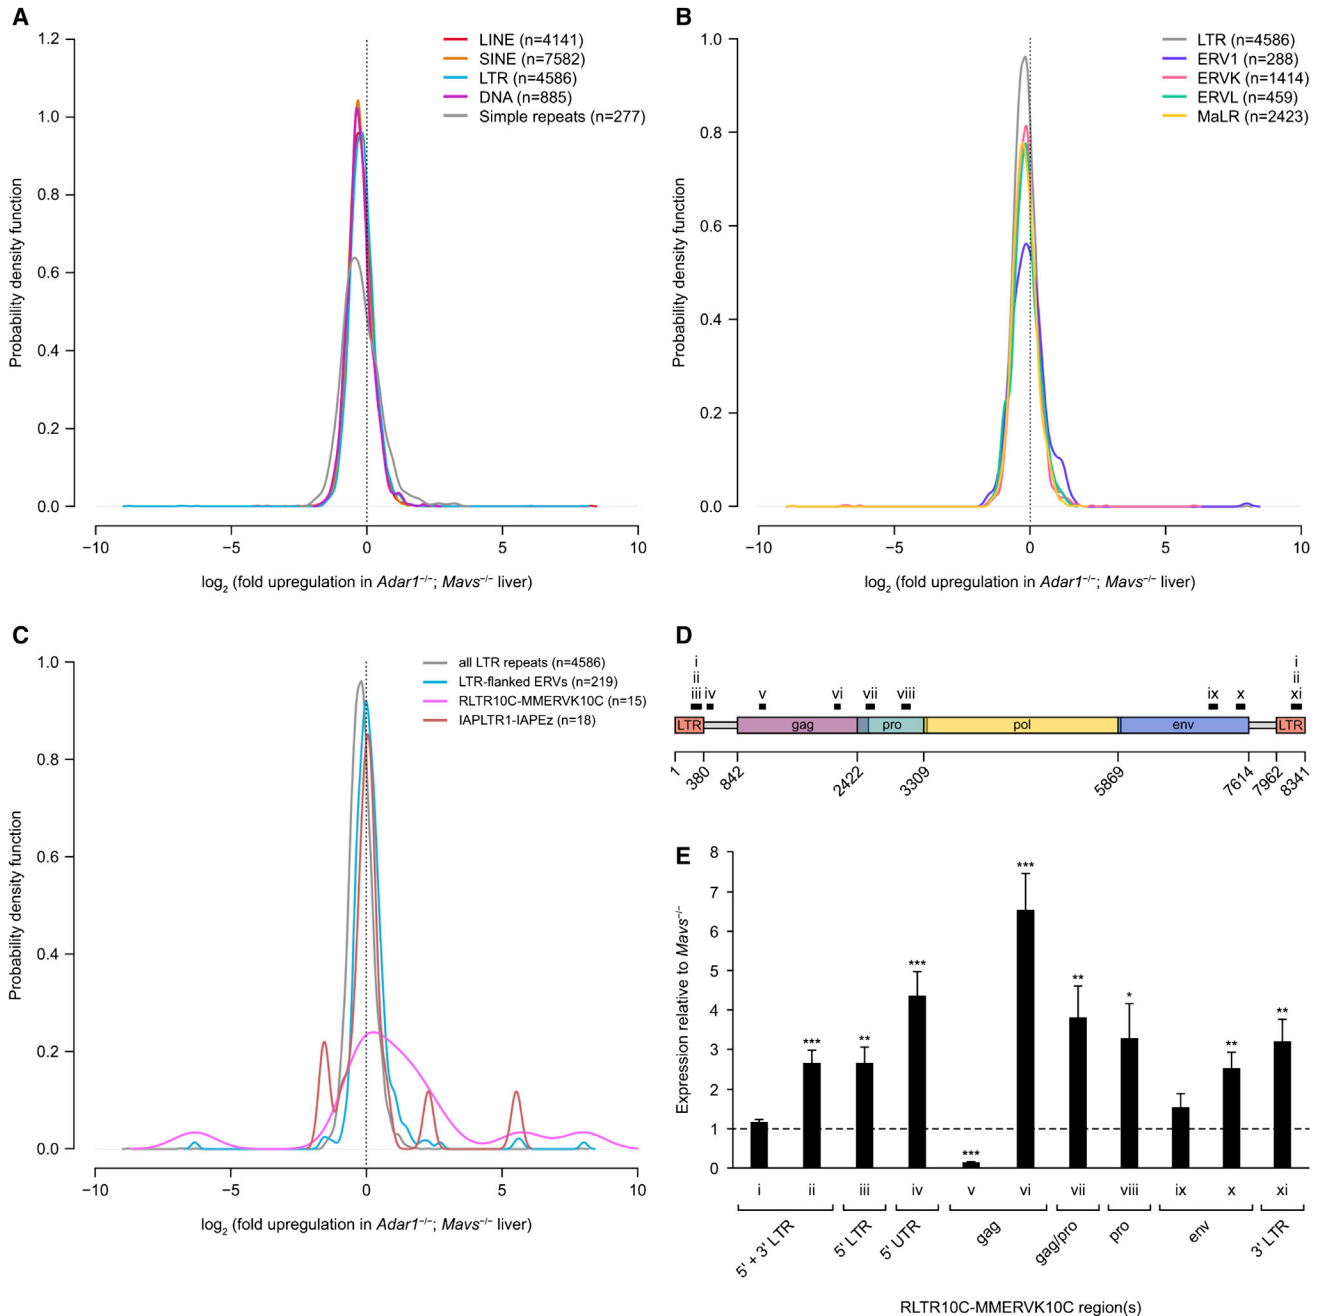 A
1.2
1.0
0.8
0.6
0.4
0.2
0.0
Probability density function
LINE (n=4141)
SINE (n=7582)
LTR (n=4586)
DNA (n=885)
Simple repeats (n=277)
−10 −5 0 5 10
log2 (fold upregulation in Adar1−/−; Mavs−/− liver)
B
1.0
0.8
0.6
0.4
0.2
0.0
Probability density function
LTR (n=4586)
ERV1 (n=288)
ERVK (n=1414)
ERVL (n=459)
MaLR (n=2423)
−10 −5 0 5 10
log2 (fold upregulation in Adar1−/−; Mavs−/− liver)
C
1.0
0.8
0.6
0.4
0.2
0.0
Probability density function
all LTR repeats (n=4586)
LTR-flanked ERVs (n=219)
RLTR10C-MMERVK10C (n=15)
IAPLTR1-IAPEz (n=18)
−10 −5 0 5 10
log2 (fold upregulation in Adar1−/−; Mavs−/− liver)
D
i i
ii ii
iii iv v vi vii viii ix x xi
LTR gag pro pol env LTR
1 380 842 2422 3309 5869 7614 7962 8341
E
8
7
6
5
4
3
2
1
0
Expression relative to Mavs−/−
*** ** *** *** *** ** * ** **
i ii iii iv v vi vii viii ix x xi
5' + 3' LTR 5' LTR 5' UTR gag gag/pro pro env 3' LTR
RLTR10C-MMERVK10C region(s)